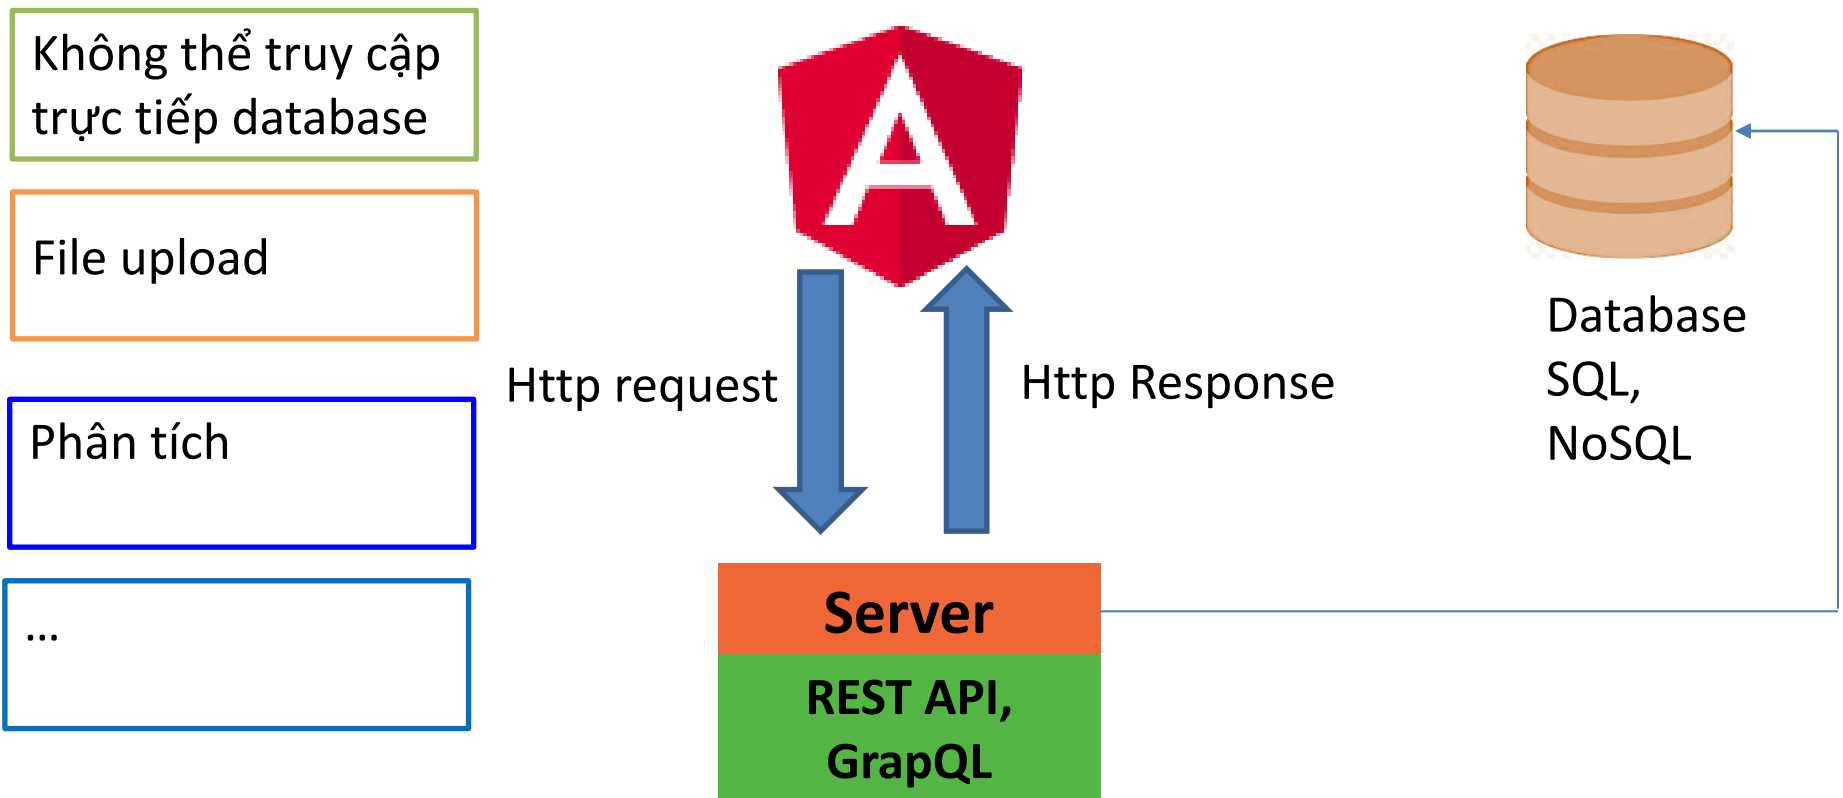 Không thể truy cập
trực tiếp database
File upload
Phân tích
...
A
Http request
Http Response
Server
REST API,
GrapQL
Database
SQL,
NoSQL